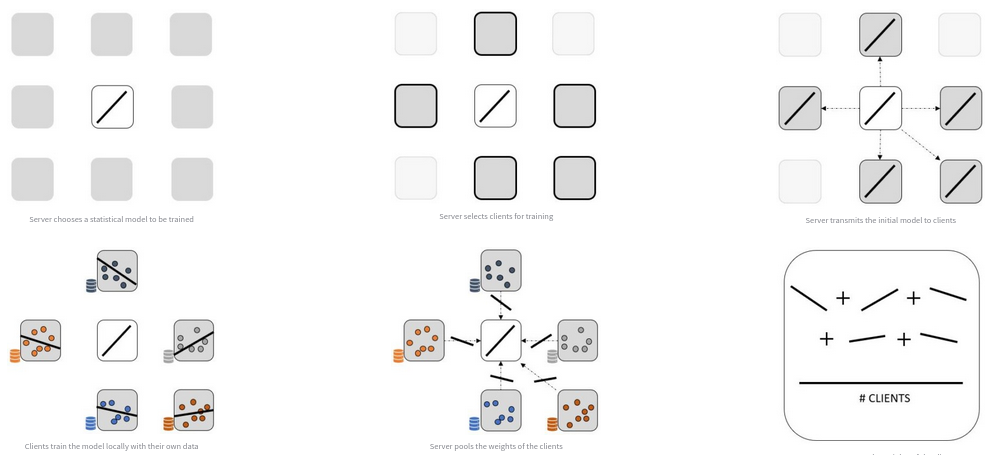 Server chooses a statistical model to be trained
Server selects clients for training
Server transmits the initial model to clients
Clients train the model locally with their own data
Server pools the weights of the clients
+ +
+ +
# CLIENTS